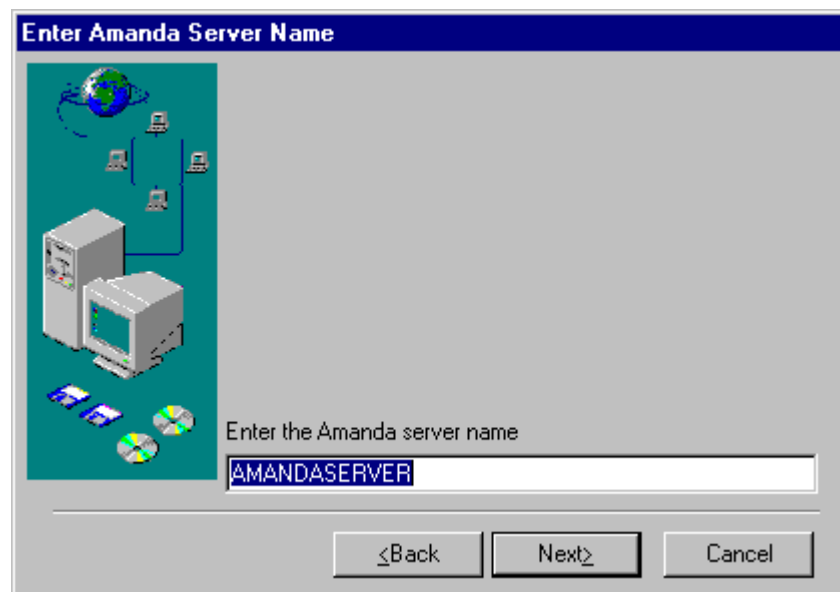 Enter Amanda Server Name
Enter the Amanda server name
AMANDASERVER
<Back
Next>
Cancel